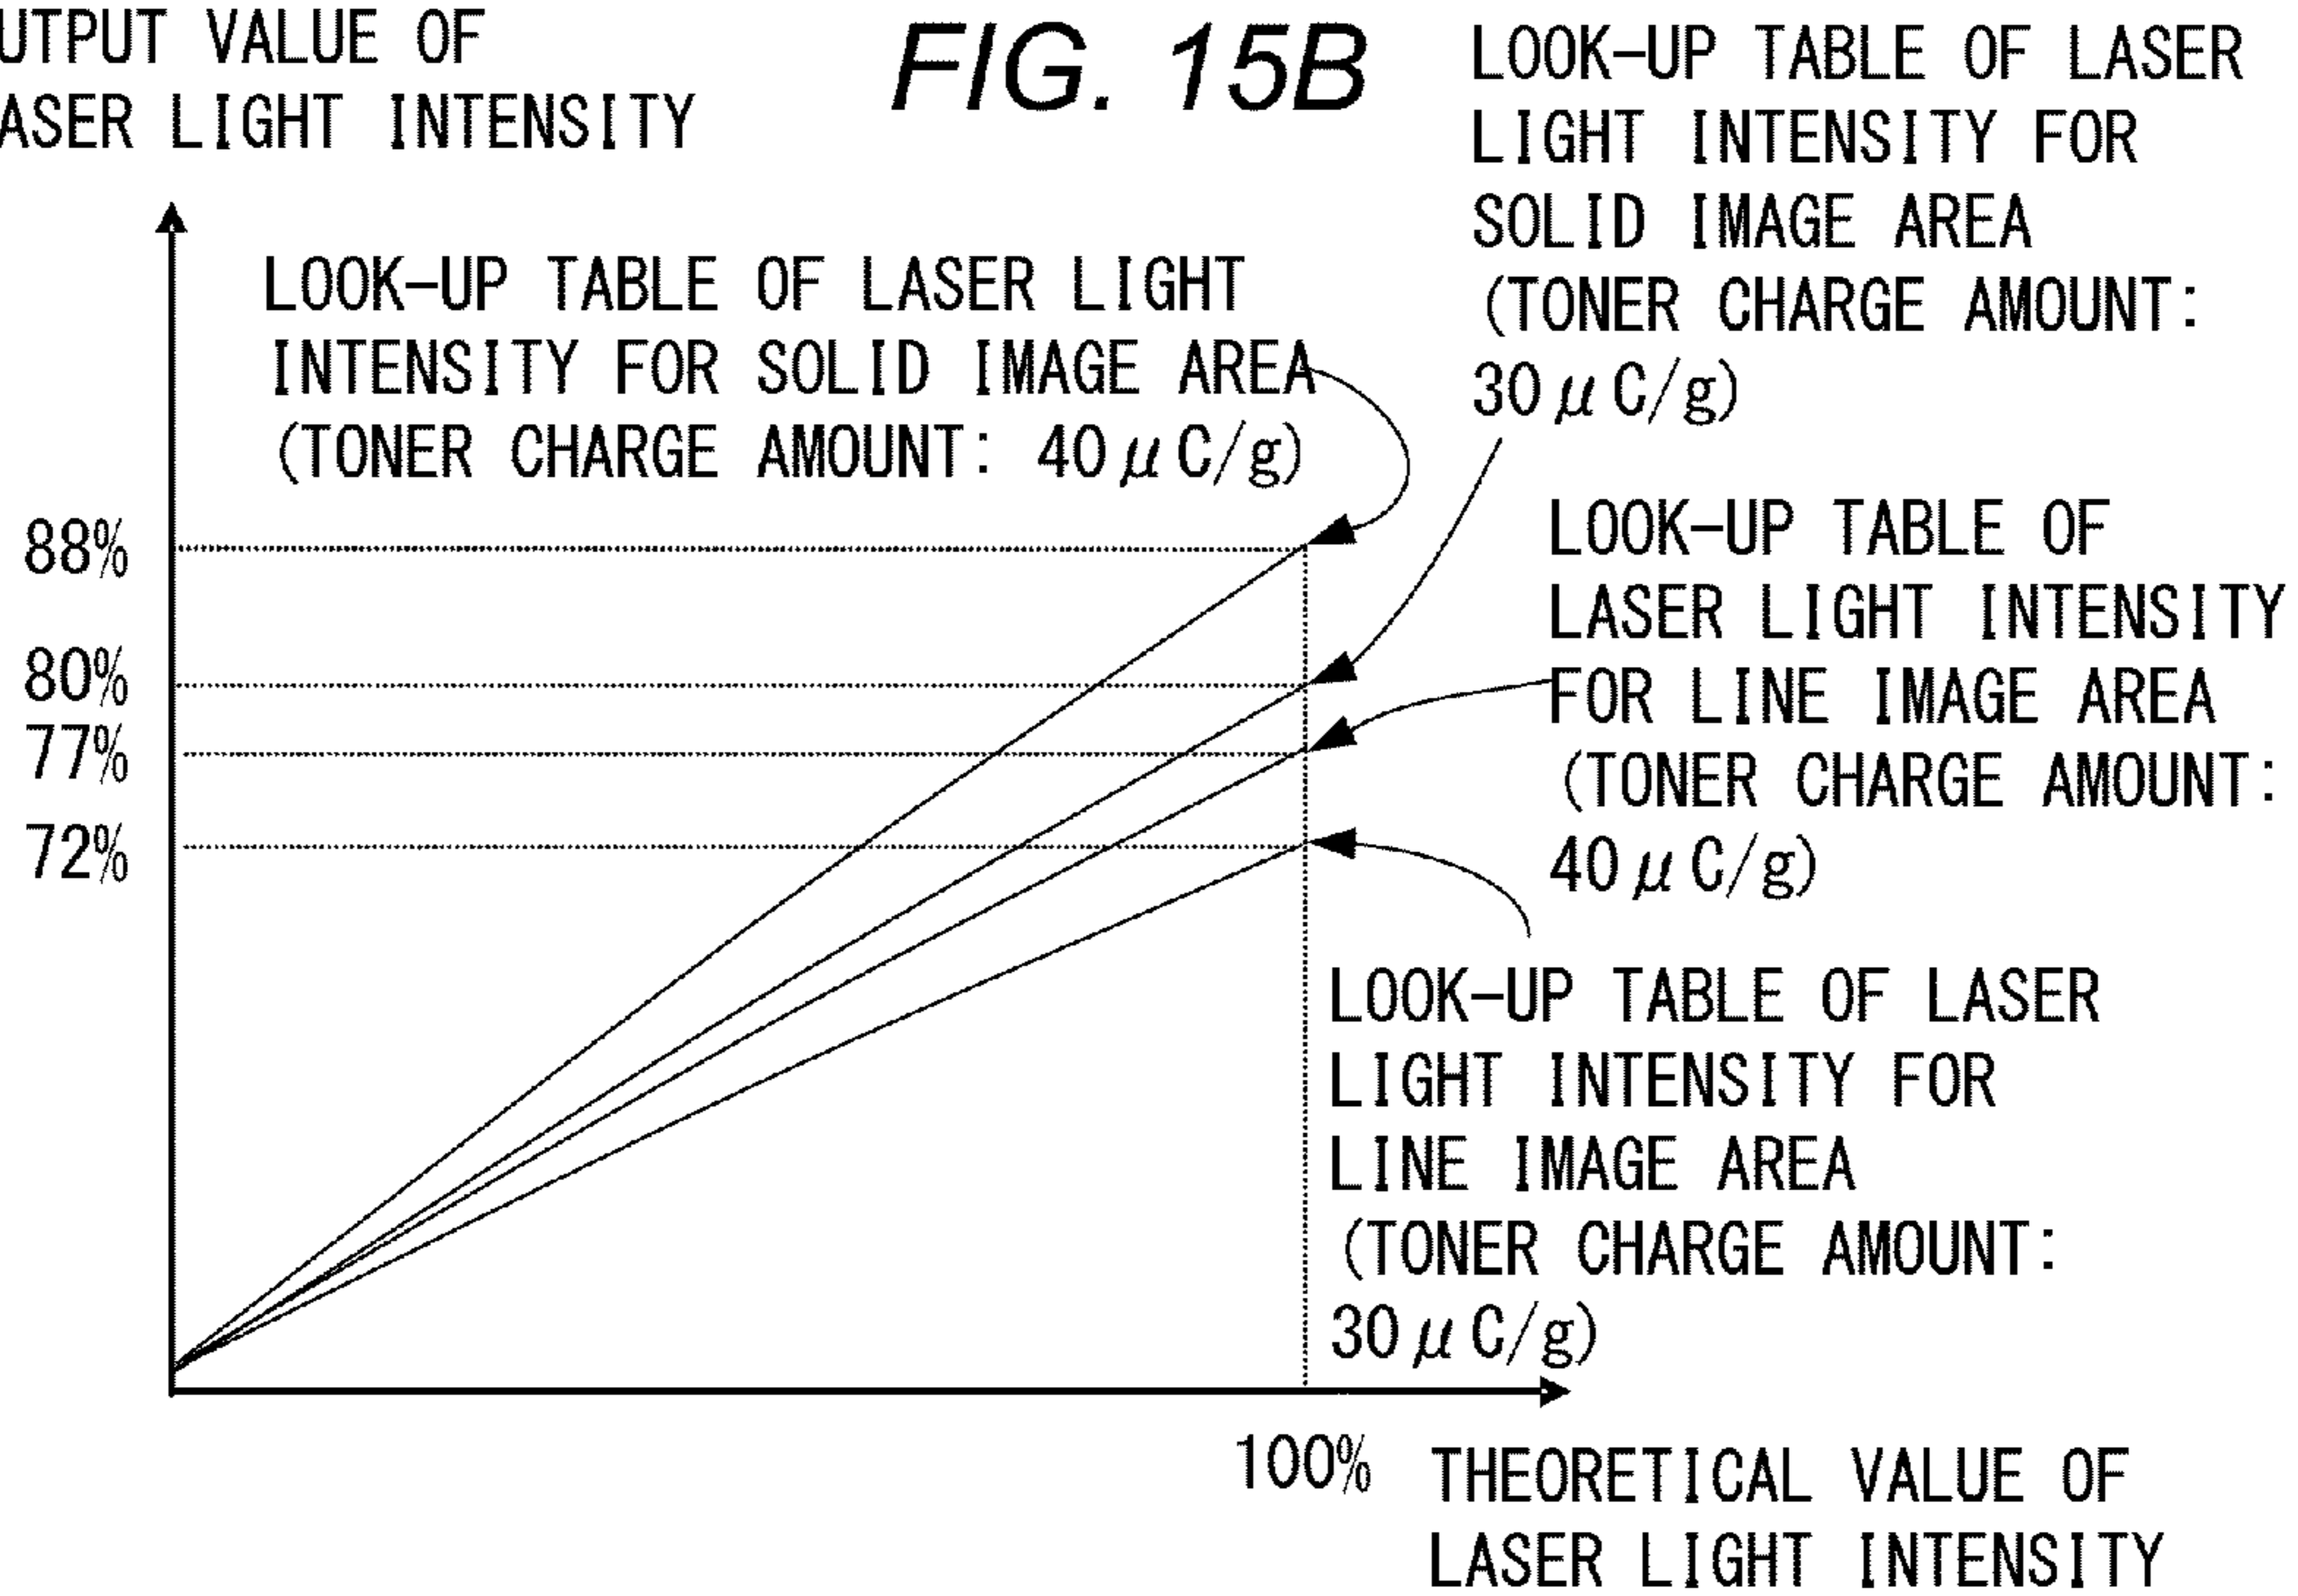 UTPUT VALUE OF
ASER LIGHT INTENSITY
FIG. 15B
LOOK-UP TABLE OF LASER
LIGHT INTENSITY FOR
SOLID IMAGE AREA
(TONER CHARGE AMOUNT:
30μC/g)
LOOK-UP TABLE OF LASER LIGHT
INTENSITY FOR SOLID IMAGE AREA
(TONER CHARGE AMOUNT: 40μC/g)
88%
80%
77%
72%
LOOK-UP TABLE OF
LASER LIGHT INTENSITY
FOR LINE IMAGE AREA
(TONER CHARGE AMOUNT:
40μC/g)
LOOK-UP TABLE OF LASER
LIGHT INTENSITY FOR
LINE IMAGE AREA
(TONER CHARGE AMOUNT:
30μC/g)
100%
THEORETICAL VALUE OF
LASER LIGHT INTENSITY